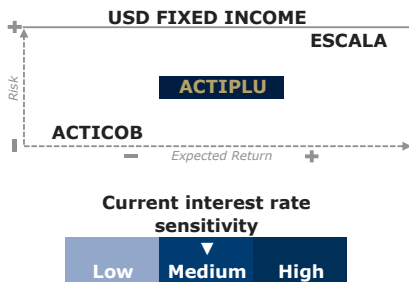 USD FIXED INCOME
+
ESCALA
Risk
ACTIPLU
ACTICOB
−
Expected Return
+
Current interest rate
sensitivity
Low Medium High